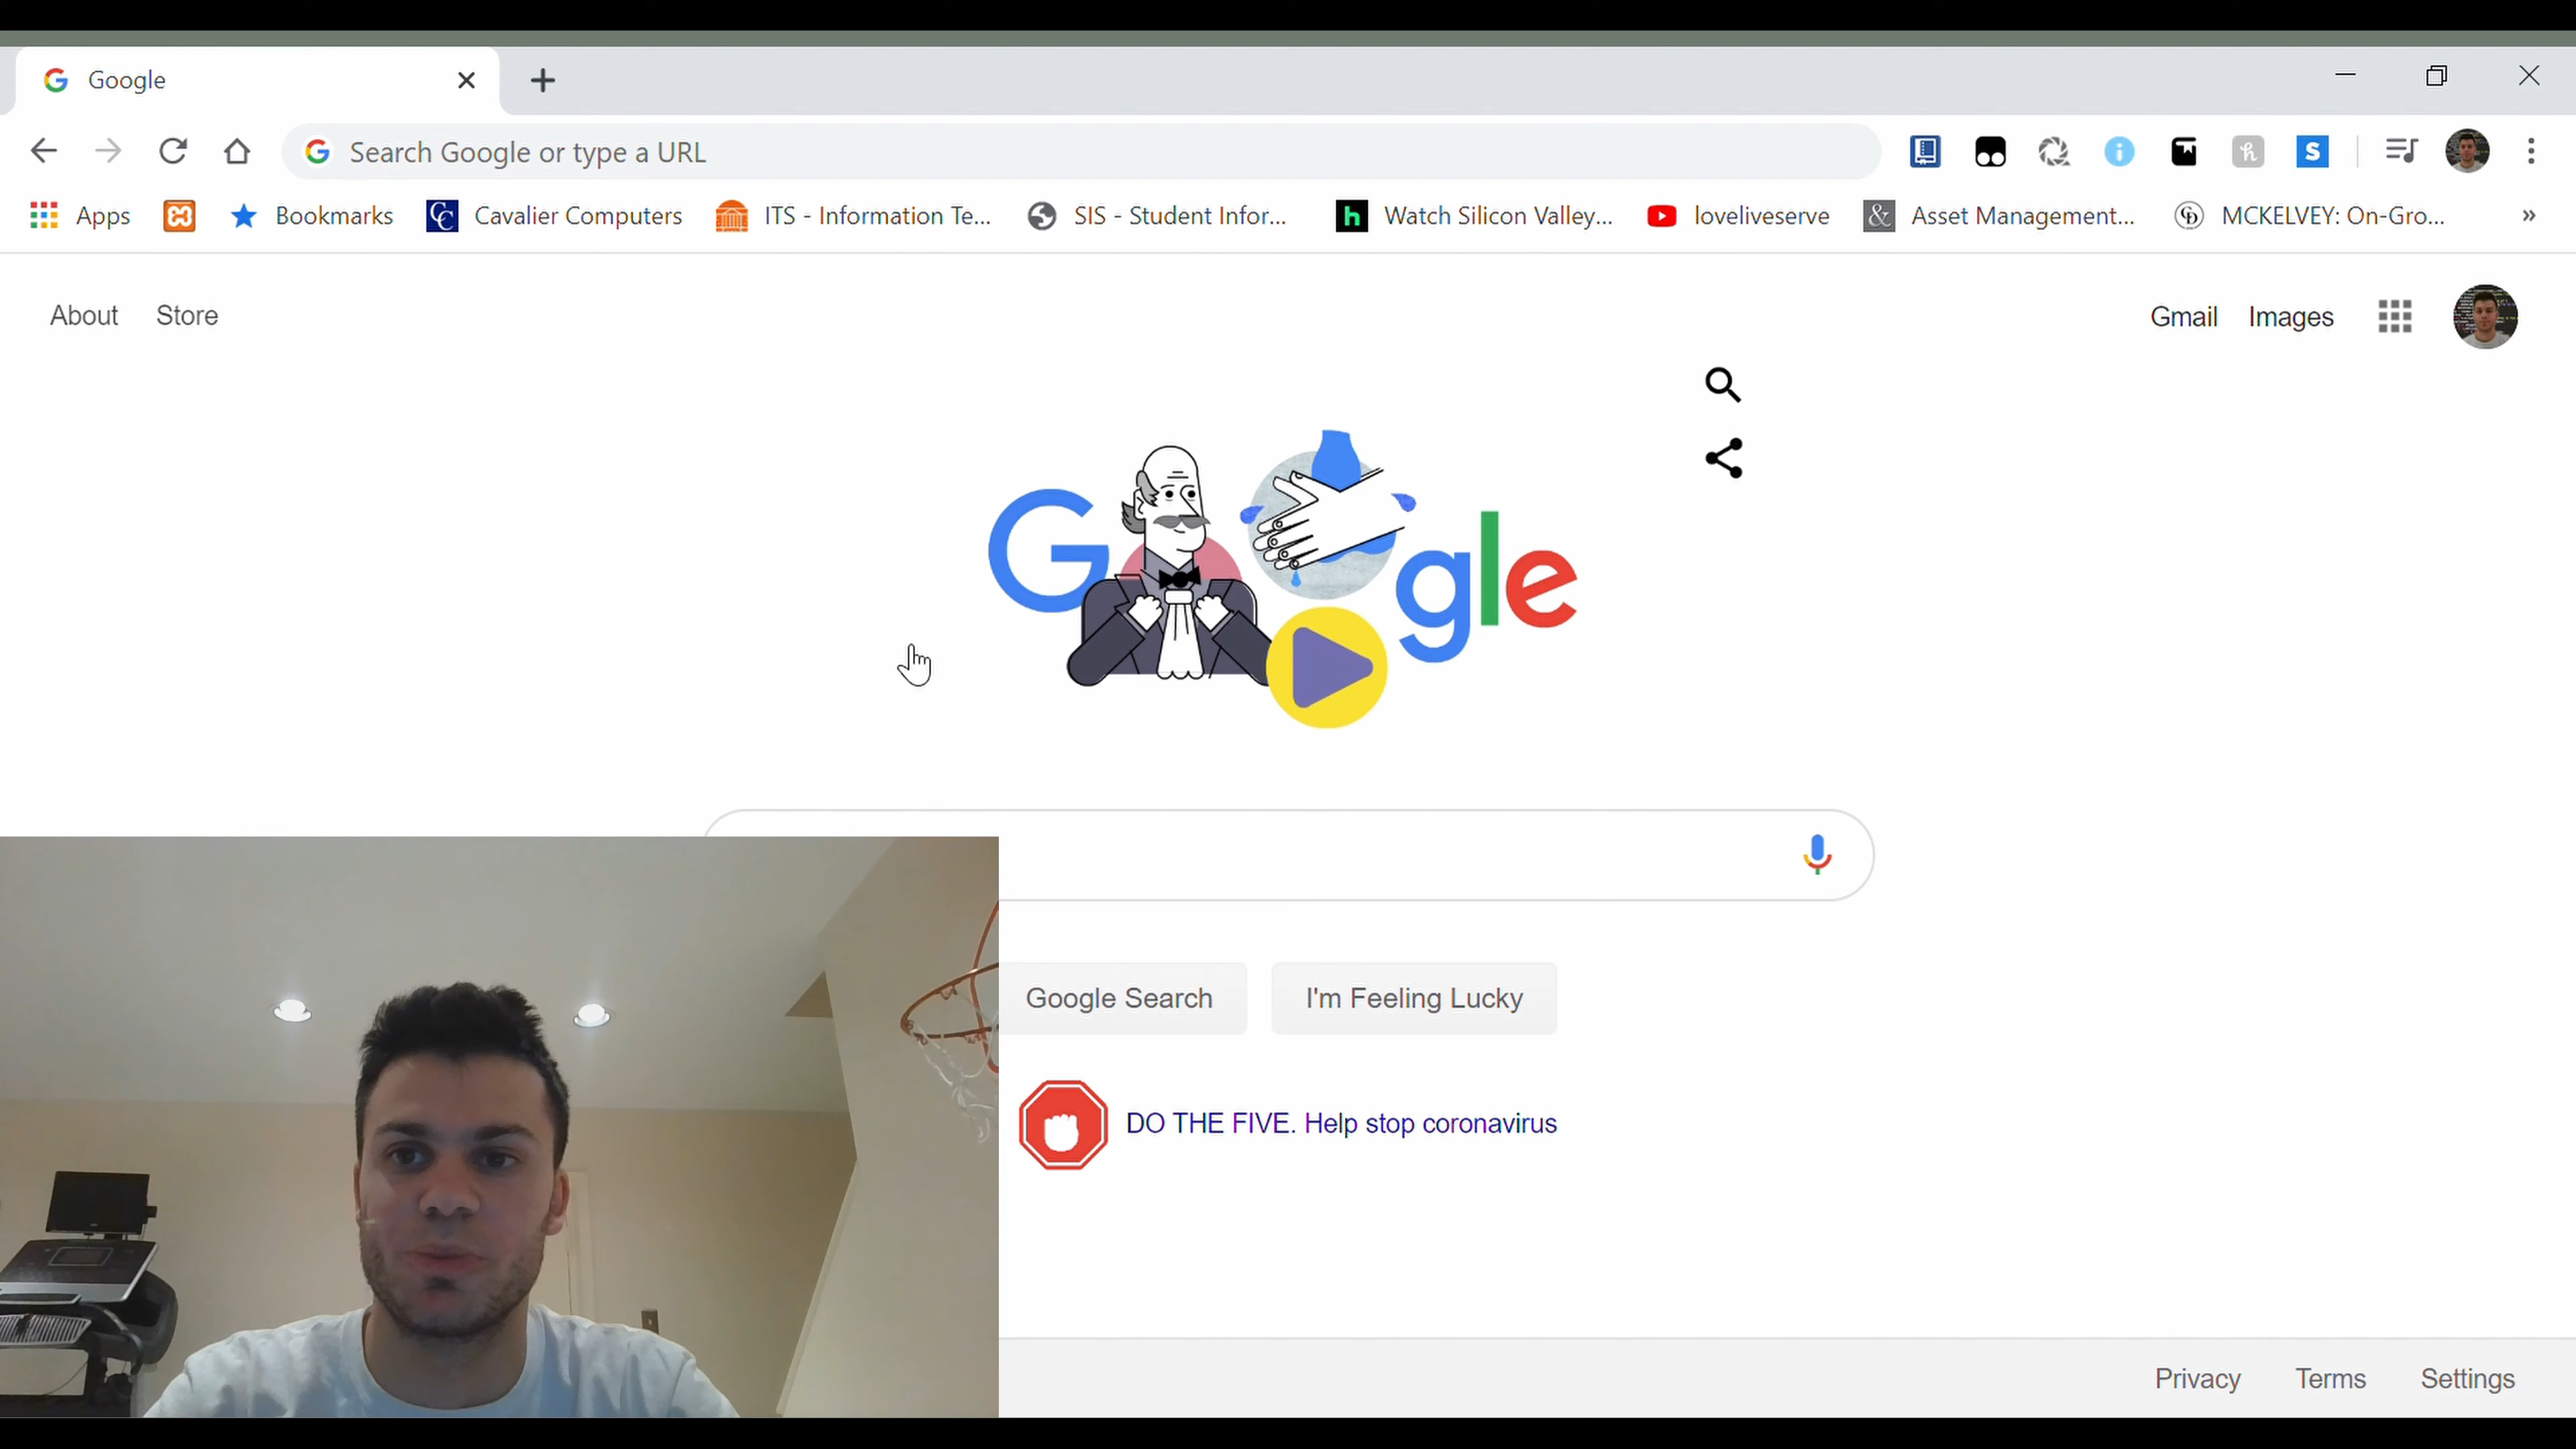 Google
Search Google or type a URL
Apps Bookmarks Cavalier Computers ITS - Information Te... SIS - Student Infor... Watch Silicon Valley... loveliveserve Asset Management... MCKELVEY: On-Gro... »
About Store Gmail Images
G gle
Google Search I'm Feeling Lucky
DO THE FIVE. Help stop coronavirus
Privacy Terms Settings